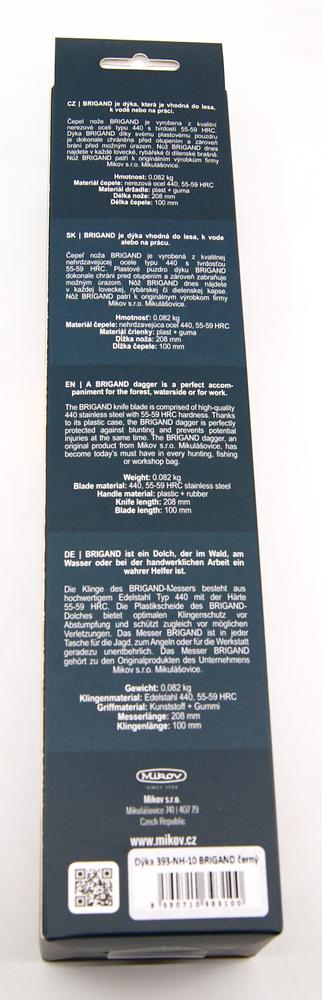 CZ | BRIGAND je dýka, která je vhodná do lesa,
k vodě nebo na práci.
Čepel nože BRIGAND je vyrobena z kvalitní
nerezové oceli typu 440 s tvrdostí 55-59 HRC.
Dýka BRIGAND díky svému plastovému pouzdru
je dokonale chráněna před otupením a zároveň
brání před možným úrazem. Nůž BRIGAND dnes
najdete v každé lovecké, rybářské či dílenské brašně.
Nůž BRIGAND patří k originálním výrobkům firmy
Mikov s.r.o. Mikulášovice.
Hmotnost: 0,082 kg
Materiál čepele: nerezová ocel 440, 55-59 HRC
Materiál držadla: plast + guma
Délka nože: 208 mm
Délka čepele: 100 mm
SK | BRIGAND je dýka vhodná do lesa, k vode
alebo na prácu.
Čepeľ nože BRIGAND je vyrobená z kvalitnej
nehrdzavejúcej ocele typu 440 s tvrdosťou
55-59 HRC. Plastové puzdro dýku BRIGAND
dokonale chráni pred otupením a zároveň zabraňuje
možným úrazom. Nôž BRIGAND dnes nájdete
v každej loveckej, rybárskej či dielenskej kapse.
Nôž BRIGAND patrí k originálnym výrobkom firmy
Mikov s.r.o. Mikulášovice.
Hmotnosť: 0,082 kg
Materiál čepele: nehrdzavejúca oceľ 440, 55-59 HRC
Materiál črienky: plast + guma
Dĺžka noža: 208 mm
Dĺžka čepele: 100 mm
EN | A BRIGAND dagger is a perfect accom-
paniment for the forest, waterside or for work.
The BRIGAND knife blade is comprised of high-quality
440 stainless steel with 55-59 HRC hardness. Thanks
to its plastic case, the BRIGAND dagger is perfectly
protected against blunting and prevents potential
injuries at the same time. The BRIGAND dagger, an
original product from Mikov s.r.o. Mikulášovice, has
become today's must have in every hunting, fishing
or workshop bag.
Weight: 0.082 kg
Blade material: 440, 55-59 HRC stainless steel
Handle material: plastic + rubber
Knife length: 208 mm
Blade length: 100 mm
DE | BRIGAND ist ein Dolch, der im Wald, am
Wasser oder bei der handwerklichen Arbeit ein
wahrer Helfer ist.
Die Klinge des BRIGAND-Messers besteht aus
hochwertigem Edelstahl Typ 440 mit der Härte
55-59 HRC. Die Plastikscheide des BRIGAND-
Dolches bietet optimalen Klingenschutz vor
Abstumpfung und schützt zugleich vor möglichen
Verletzungen. Das Messer BRIGAND ist in jeder
Tasche für die Jagd, zum Angeln oder für die Werkstatt
geradezu unentbehrlich. Das Messer BRIGAND
gehört zu den Originalprodukten des Unternehmens
Mikov s.r.o. Mikulášovice.
Gewicht: 0,082 kg
Klingenmaterial: Edelstahl 440, 55-59 HRC
Griffmaterial: Kunststoff + Gummi
Messerlänge: 208 mm
Klingenlänge: 100 mm
Mikov
SINCE 1794
Mikov s.r.o.
Mikulášovice 741 | 407 79
Czech Republic
www.mikov.cz
Dýka 393-NH-10 BRIGAND černý
8 590710 393100